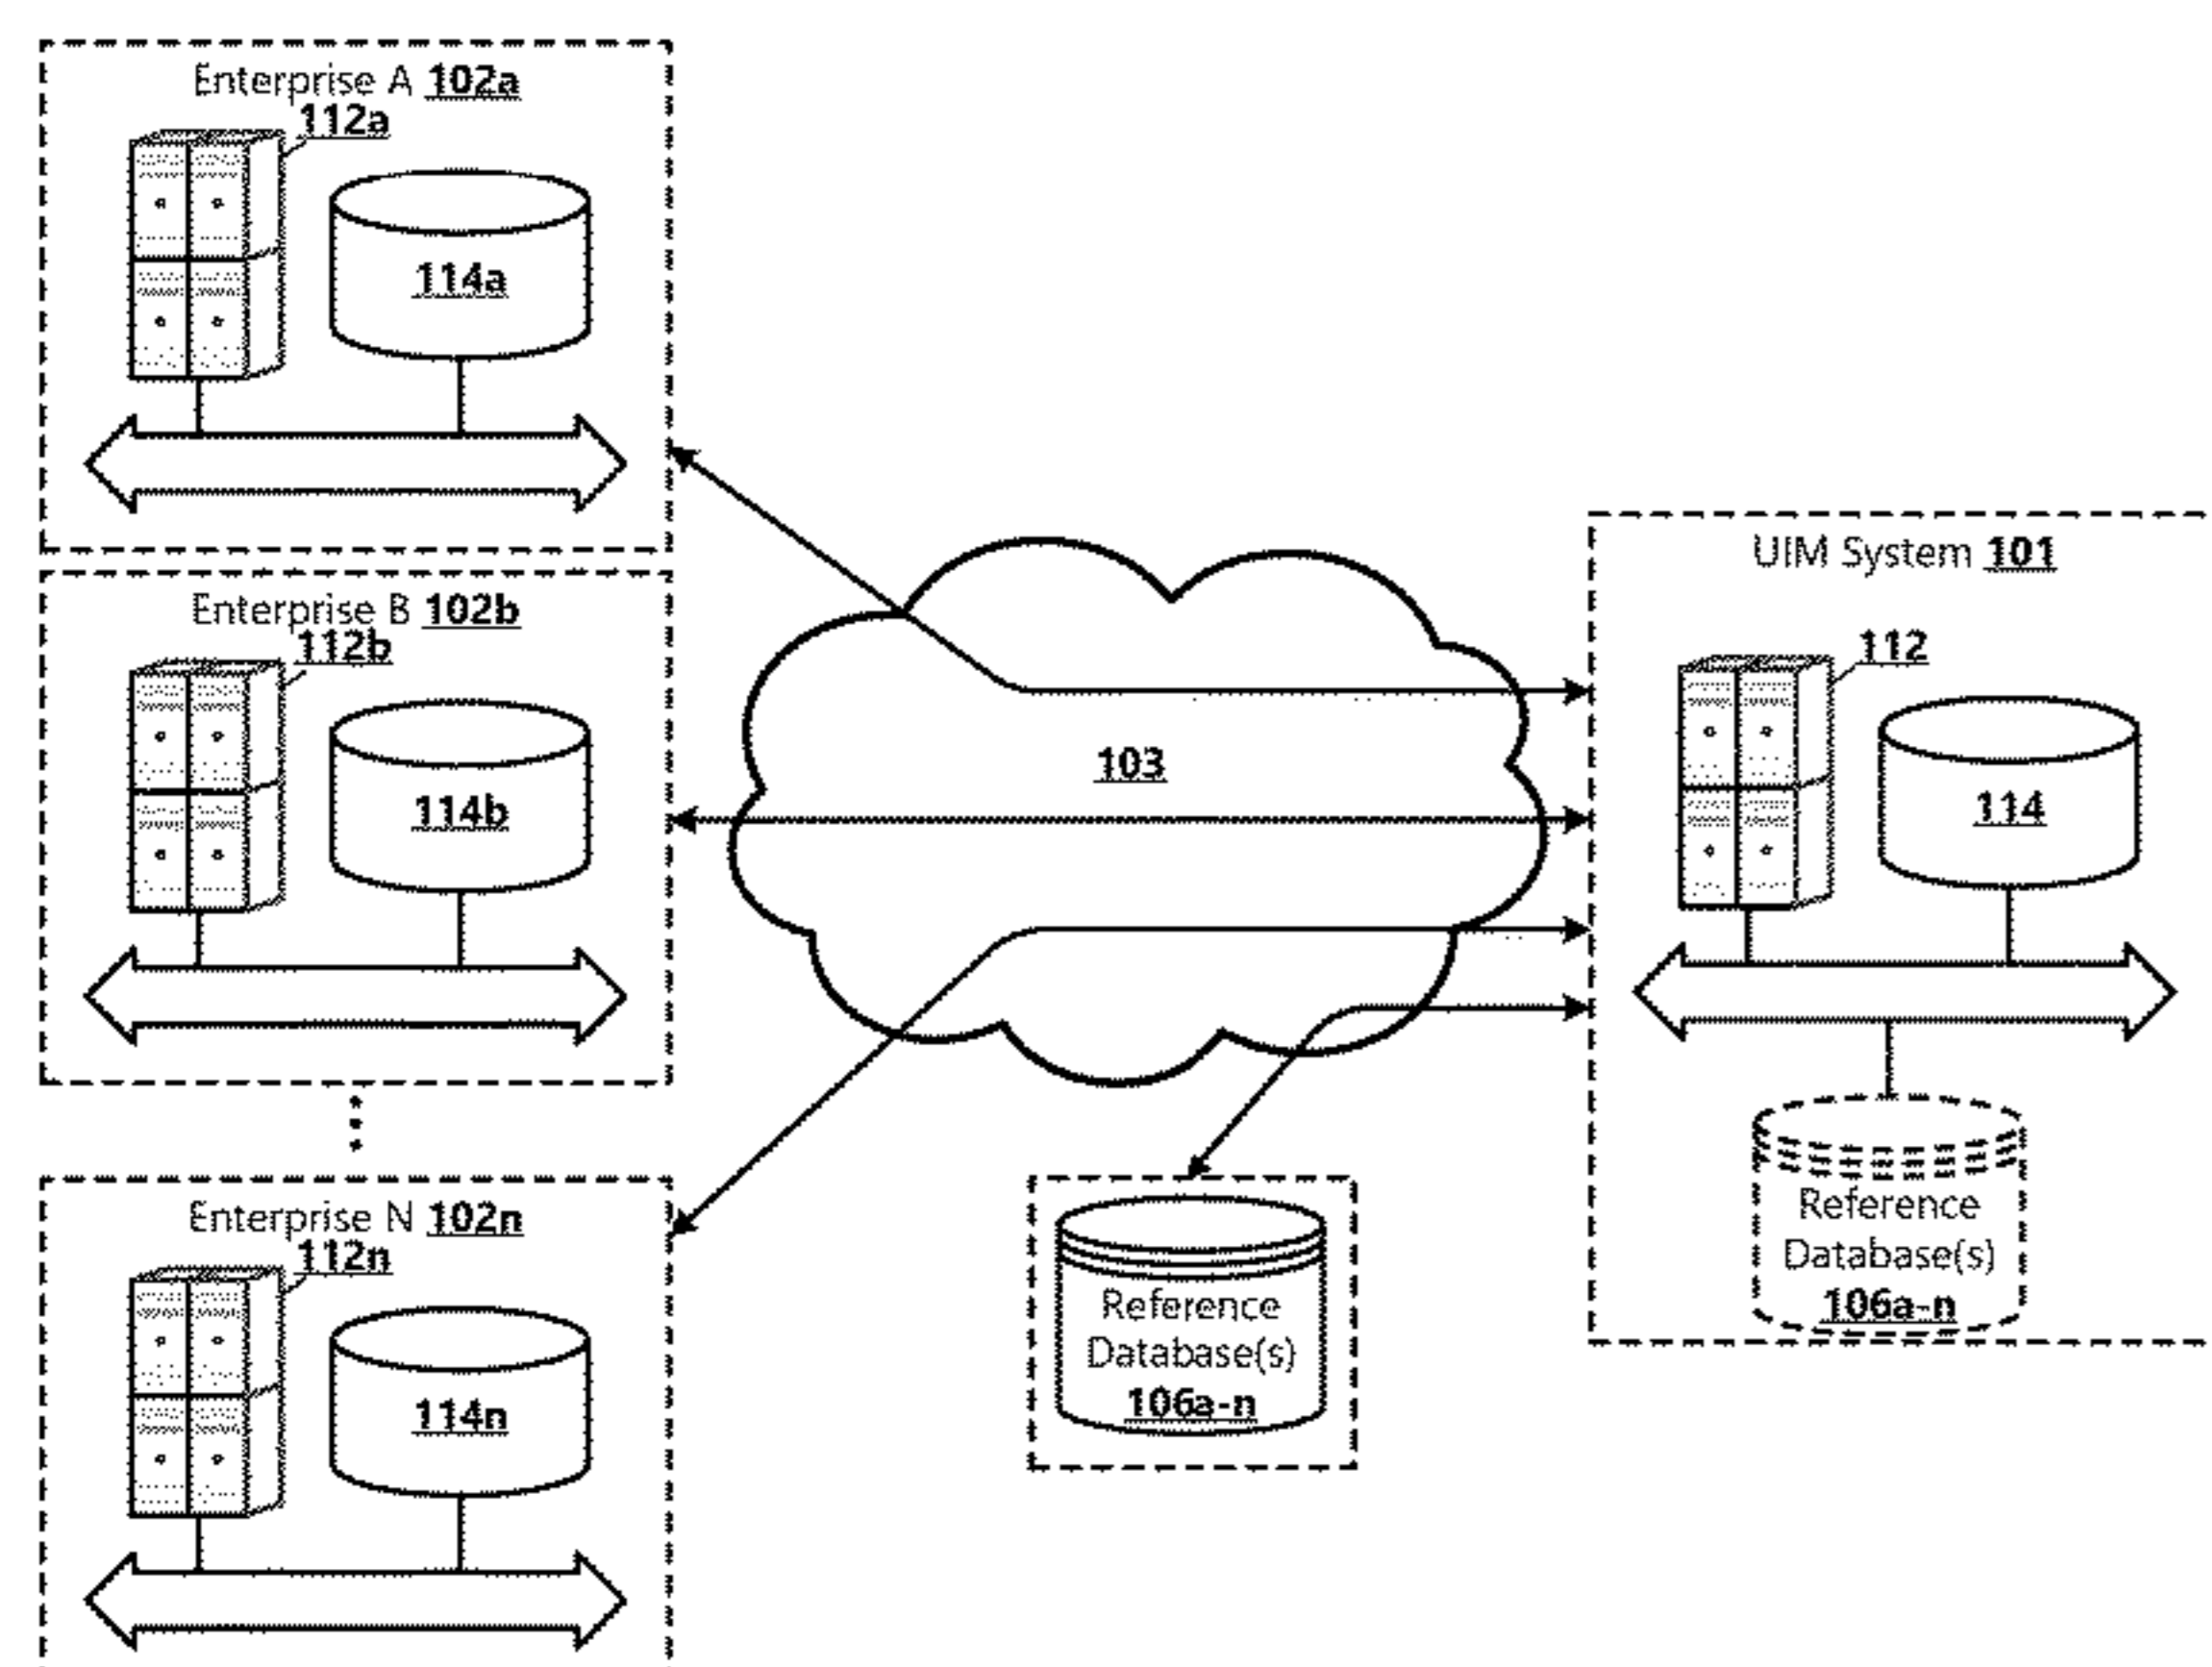 Enterprise A 102a
112a
114a
Enterprise B 102b
112b
114b
Enterprise N 102n
112n
114n
103
Reference
Database(s)
106a-n
UIM System 101
112
114
Reference
Database(s)
106a-n